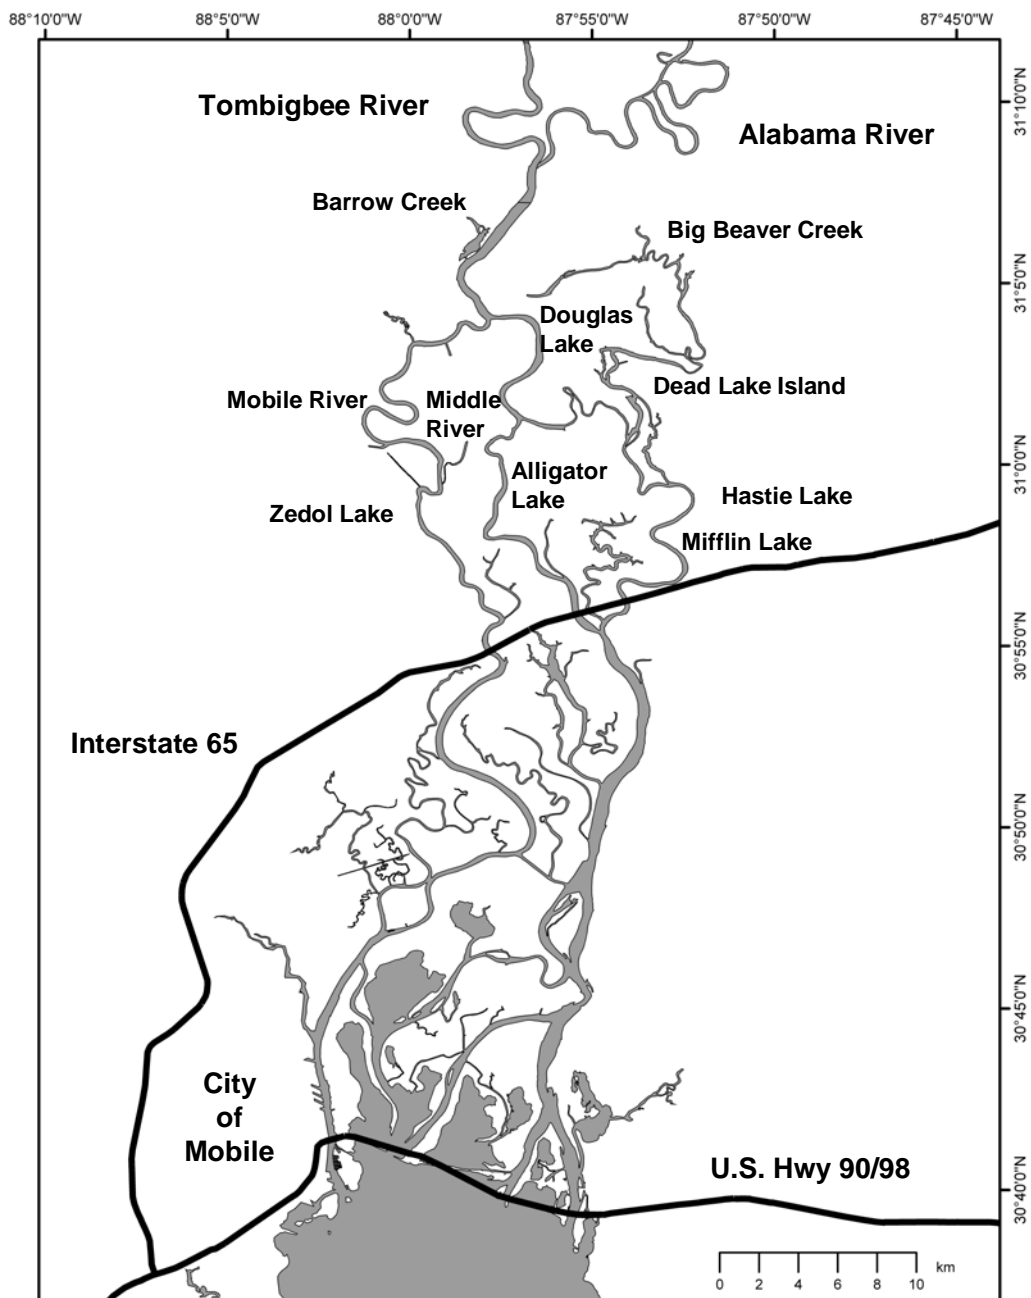 88°10'0"W
88°5'0"W
88°0'0"W
87°55'0"W
87°50'0"W
87°45'0"W
Tombigbee River
31°10'0"N
Alabama River
Barrow Creek
Big Beaver Creek
31°5'0"N
Douglas
Lake
Dead Lake Island
Mobile River
Middle
River
31°0'0"N
Alligator
Lake
Hastie Lake
Zedol Lake
Mifflin Lake
30°55'0"N
Interstate 65
30°50'0"N
30°45'0"N
City
of
Mobile
U.S. Hwy 90/98
30°40'0"N
km
0 2 4 6 8 10